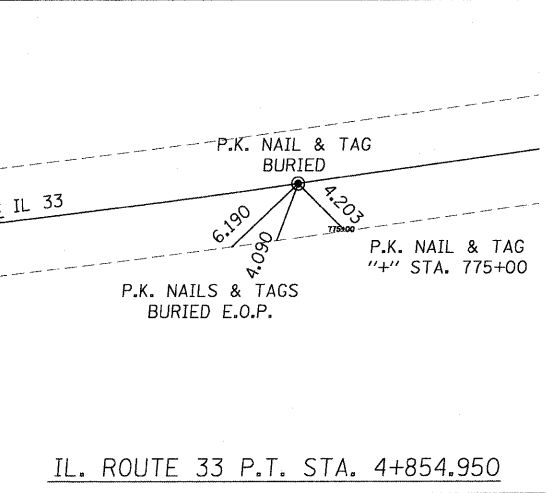 P.K. NAIL & TAG
BURIED
IL 33
6.190
4.090
4.203
775+00
P.K. NAIL & TAG
"+" STA. 775+00
P.K. NAILS & TAGS
BURIED E.O.P.
IL. ROUTE 33 P.T. STA. 4+854.950